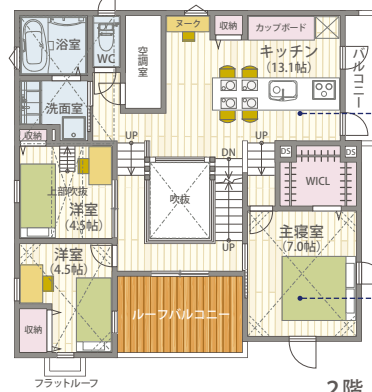 浴室
WC
空調室
ヌーク
収納
カップボード
キッチン
(13.1帖)
バルコニー
洗面室
収納
UP
DN
UP
DS
DS
WICL
上部吹抜
洋室
(4.5帖)
吹抜
UP
主寝室
(7.0帖)
洋室
(4.5帖)
収納
ルーフバルコニー
フラットルーフ
2階